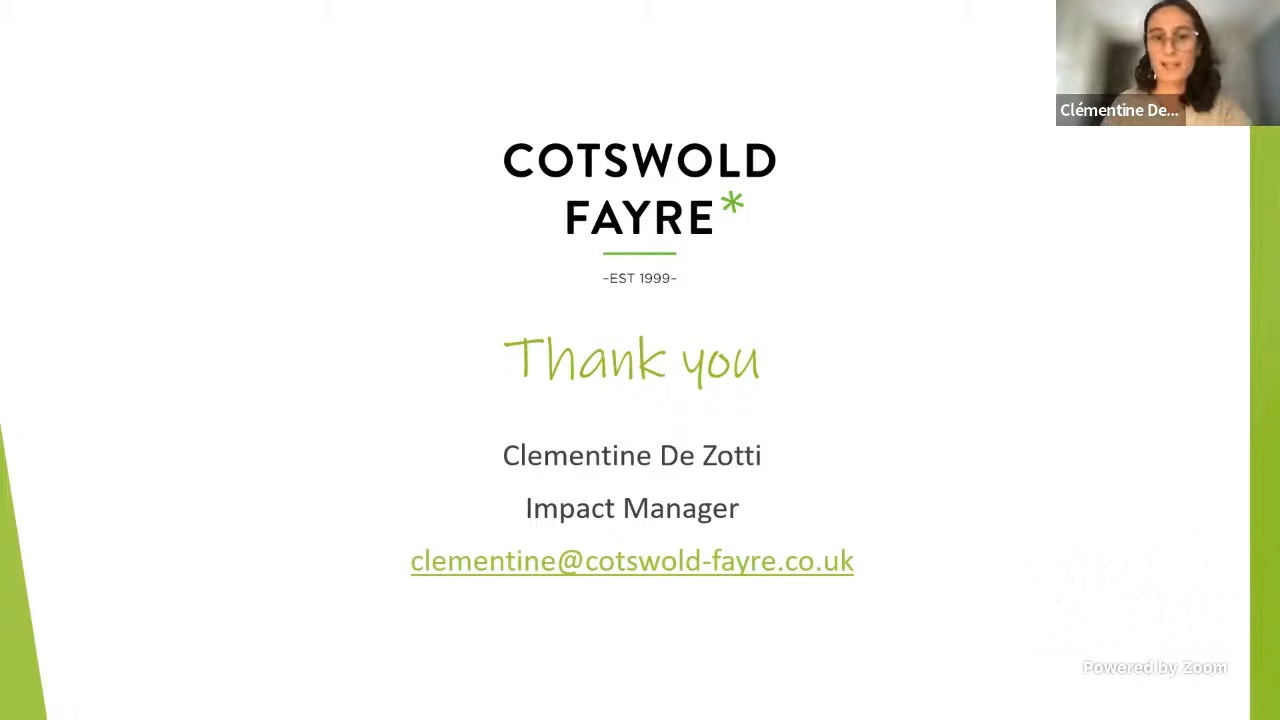 Clémentine De...
COTSWOLD
FAYRE*
-EST 1999-
Thank you
Clementine De Zotti
Impact Manager
clementine@cotswold-fayre.co.uk
Powered by Zoom